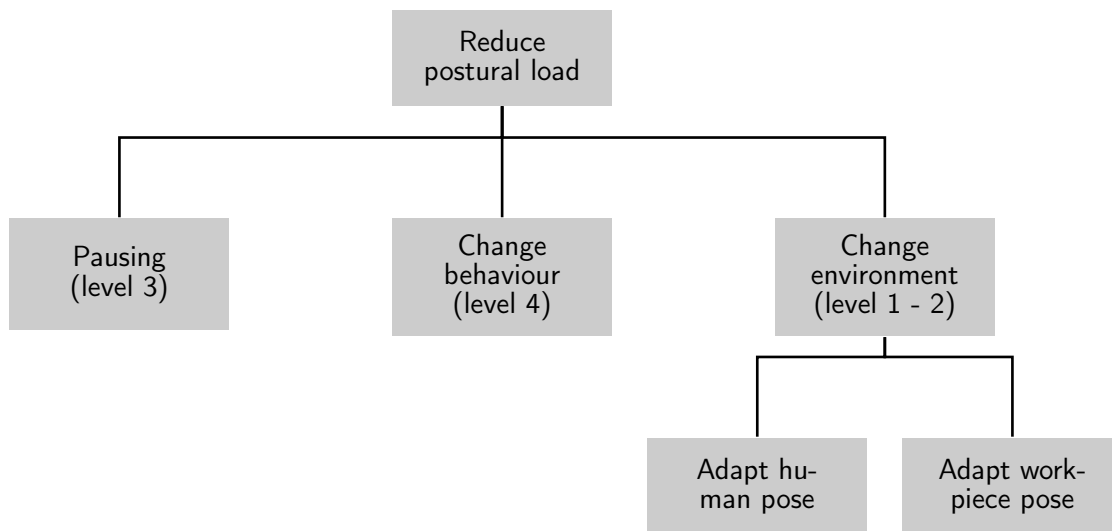 Reduce
postural load
Pausing
(level 3)
Change
behaviour
(level 4)
Change
environment
(level 1 - 2)
Adapt hu-
man pose
Adapt work-
piece pose